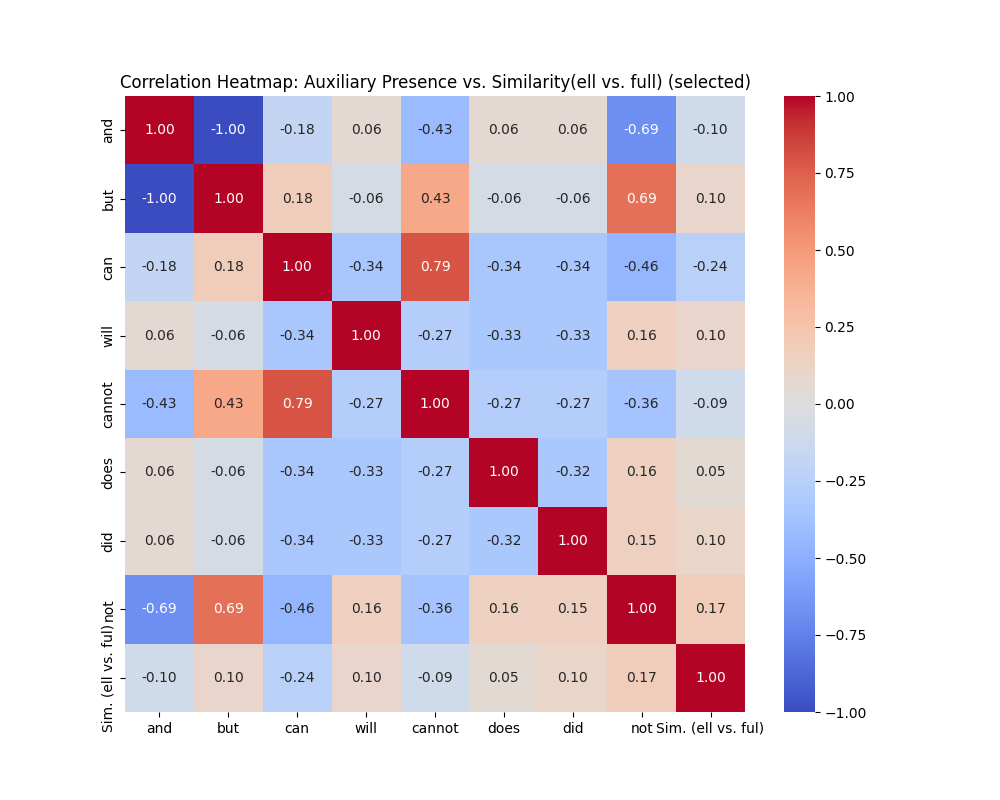 Correlation Heatmap: Auxiliary Presence vs. Similarity(ell vs. full) (selected)
and 1.00 -1.00 -0.18 0.06 -0.43 0.06 0.06 -0.69 -0.10
but -1.00 1.00 0.18 -0.06 0.43 -0.06 -0.06 0.69 0.10
can -0.18 0.18 1.00 -0.34 0.79 -0.34 -0.34 -0.46 -0.24
will 0.06 -0.06 -0.34 1.00 -0.27 -0.33 -0.33 0.16 0.10
cannot -0.43 0.43 0.79 -0.27 1.00 -0.27 -0.27 -0.36 -0.09
does 0.06 -0.06 -0.34 -0.33 -0.27 1.00 -0.32 0.16 0.05
did 0.06 -0.06 -0.34 -0.33 -0.27 -0.32 1.00 0.15 0.10
not -0.69 0.69 -0.46 0.16 -0.36 0.16 0.15 1.00 0.17
Sim. (ell vs. ful) -0.10 0.10 -0.24 0.10 -0.09 0.05 0.10 0.17 1.00
and but can will cannot does did not Sim. (ell vs. ful)
1.00
0.75
0.50
0.25
0.00
−0.25
−0.50
−0.75
−1.00